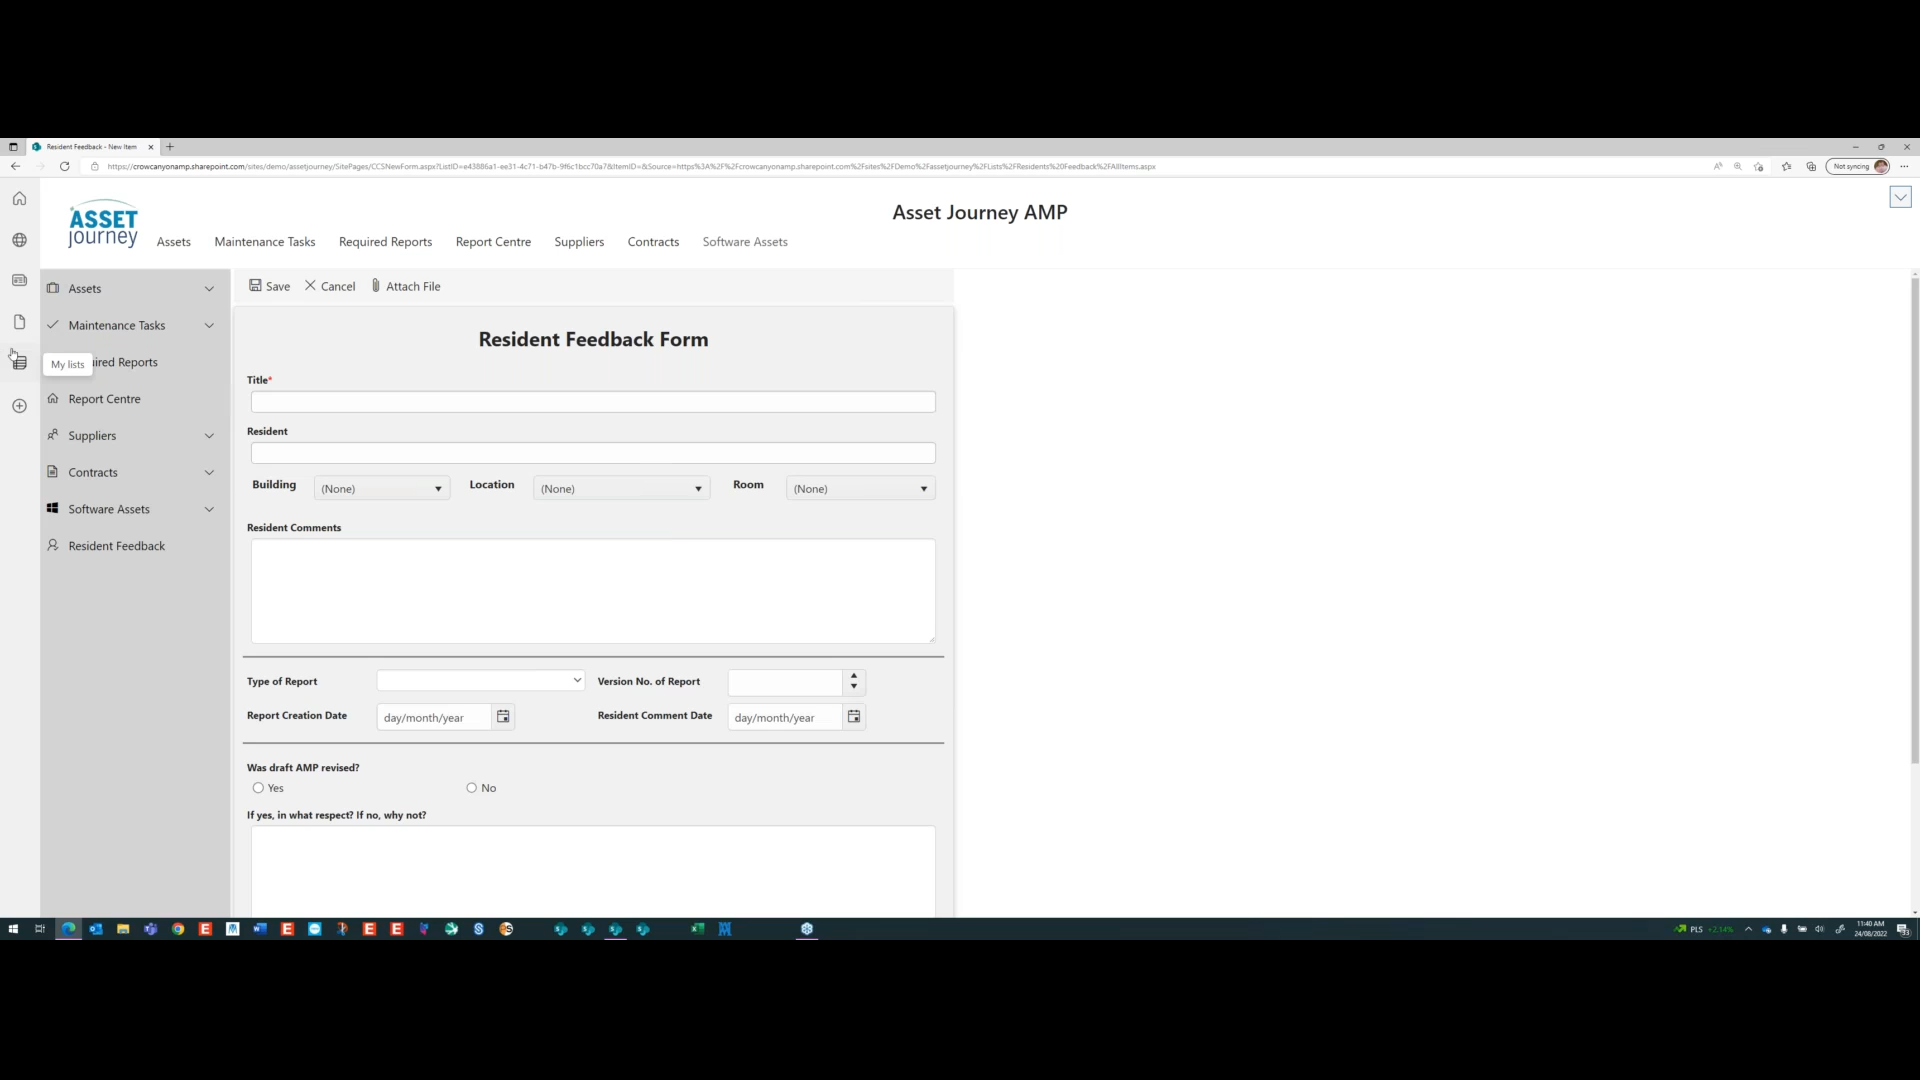 Resident Feedback - New Item
https://crowcanyonamp.sharepoint.com/sites/demo/assetjourney/SitePages/CCSNewForm.aspx?ListID=e43886a1-ee31-4c71-b47b-9f6c1bcc70a7&ItemID=&Source=https%3A%2F%2Fcrowcanyonamp.sharepoint.com%2Fsites%2FDemo%2Fassetjourney%2FLists%2FResidents%20Feedback%2FAllItems.aspx
Not syncing
ASSET
journey
Asset Journey AMP
Assets Maintenance Tasks Required Reports Report Centre Suppliers Contracts Software Assets
Assets
Maintenance Tasks
My lists
uired Reports
Report Centre
Suppliers
Contracts
Software Assets
Resident Feedback
Save Cancel Attach File
Resident Feedback Form
Title*
Resident
Building (None) Location (None) Room (None)
Resident Comments
Type of Report Version No. of Report
Report Creation Date day/month/year Resident Comment Date day/month/year
Was draft AMP revised?
Yes No
If yes, in what respect? If no, why not?
PLS +2.14%
11:40 AM
24/08/2022